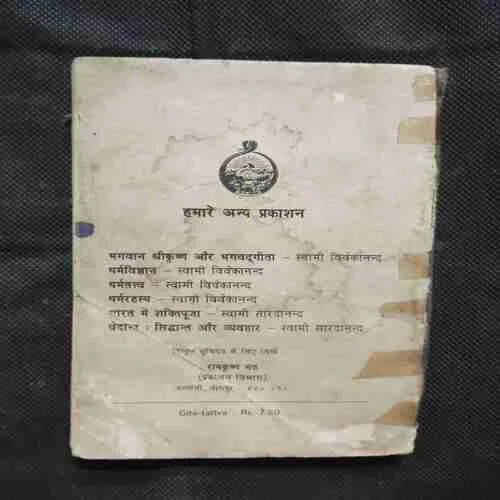 हमारे अन्य प्रकाशन
भगवान श्रीकृष्ण और भगवद्गीता – स्वामी विवेकानन्द
धर्मविज्ञान – स्वामी विवेकानन्द
धर्मतत्त्व – स्वामी विवेकानन्द
धर्मरहस्य – स्वामी विवेकानन्द
भारत में शक्तिपूजा – स्वामी सारदानन्द
वेदान्त : सिद्धान्त और व्यवहार – स्वामी सारदानन्द
के लिए लिखें
रामकृष्ण मठ
(प्रकाशन विभाग)
नागपुर –
Gita-tattva : Rs. 7.50